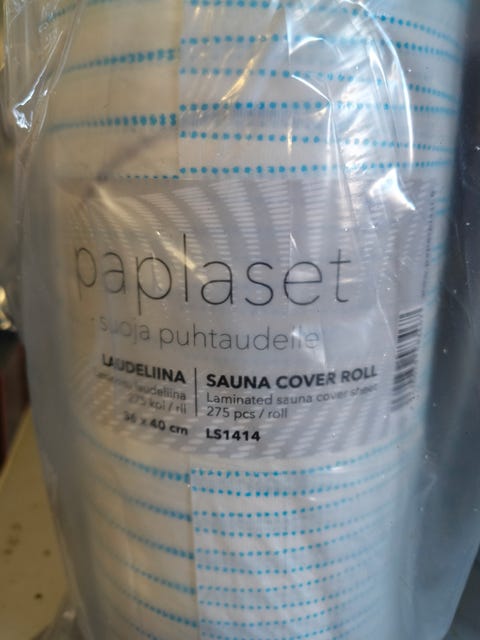 paplaset
suoja puhtaudelle
LAUDELIINA
laudeliina
275 kpl / rll
36 x 40 cm
SAUNA COVER ROLL
Laminated sauna cover sheet
275 pcs / roll
LS1414